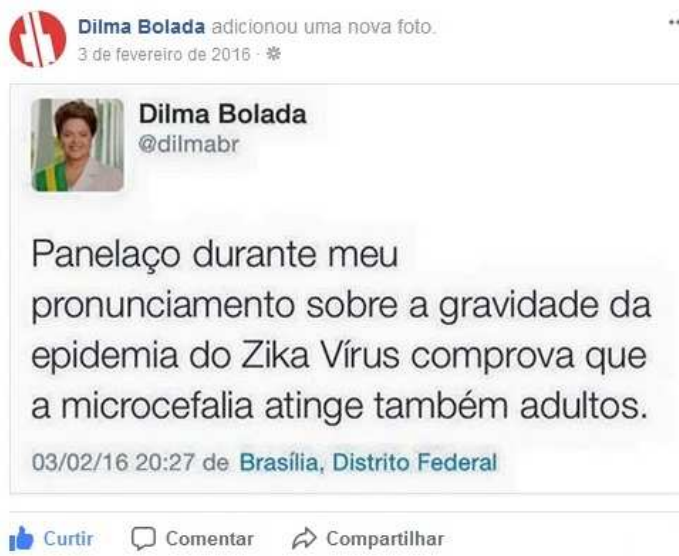 Dilma Bolada adicionou uma nova foto.
3 de fevereiro de 2016 ·
Dilma Bolada
@dilmabr
Panelaço durante meu
pronunciamento sobre a gravidade da
epidemia do Zika Vírus comprova que
a microcefalia atinge também adultos.
03/02/16 20:27 de Brasília, Distrito Federal
Curtir Comentar Compartilhar